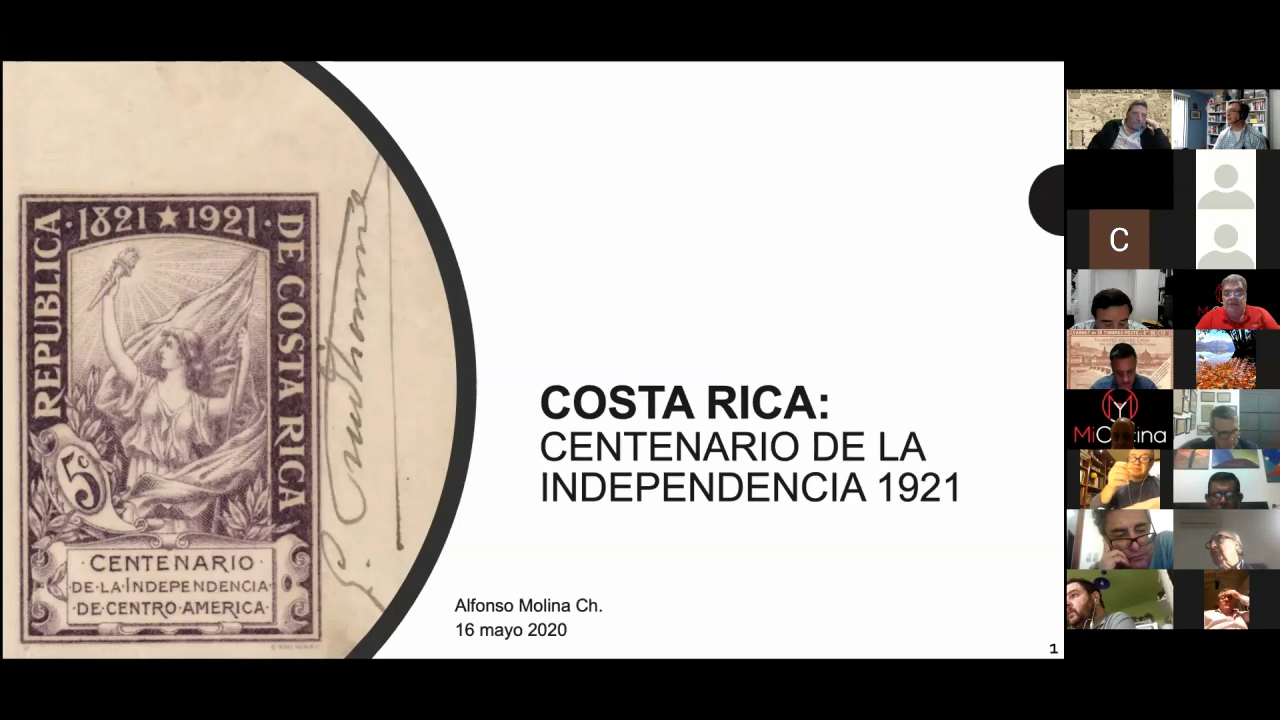 REPUBLICA
·1821★1921·
DE COSTA RICA
5c
·CENTENARIO·
DE·LA·INDEPENDENCIA
·DE·CENTRO·AMERICA·
COSTA RICA:
CENTENARIO DE LA
INDEPENDENCIA 1921
Alfonso Molina Ch.
16 mayo 2020
1
C